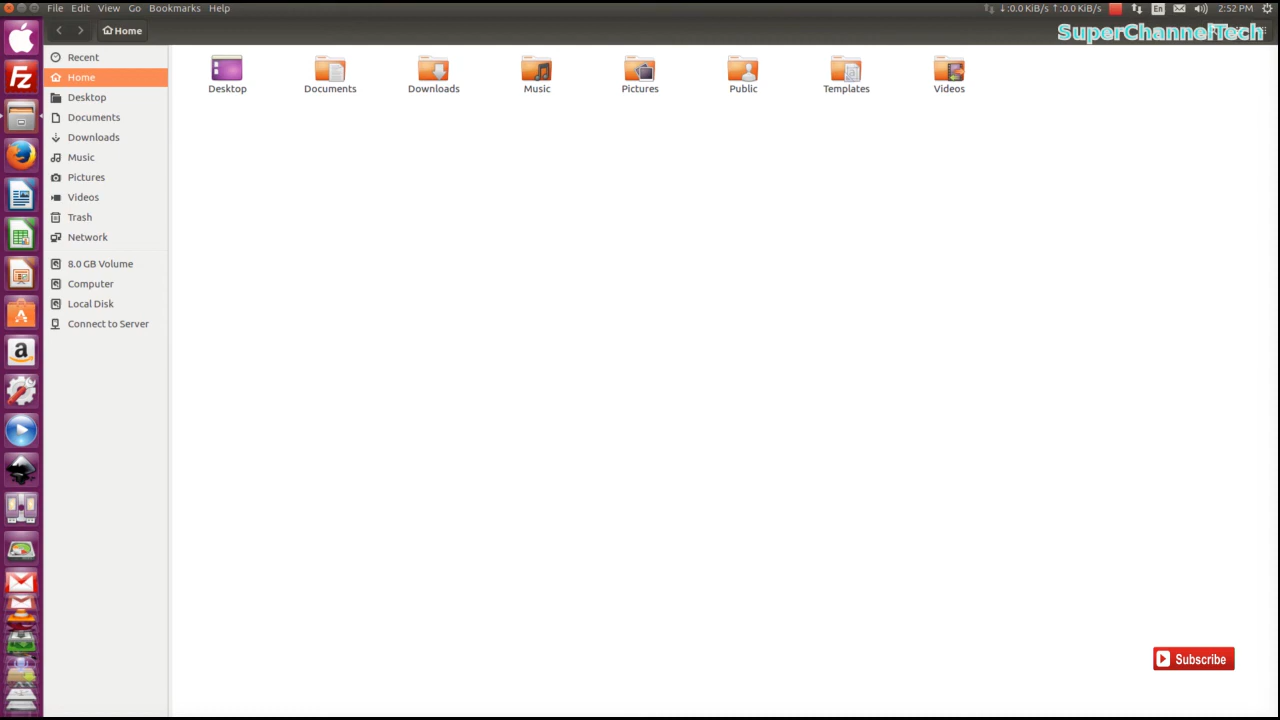 File Edit View Go Bookmarks Help
↓:0.0 KiB/s ↑:0.0 KiB/s En 2:52 PM
Home
SuperChannelTech
Recent
Home
Desktop
Documents
Downloads
Music
Pictures
Videos
Trash
Network
8.0 GB Volume
Computer
Local Disk
Connect to Server
Desktop Documents Downloads Music Pictures Public Templates Videos
Subscribe